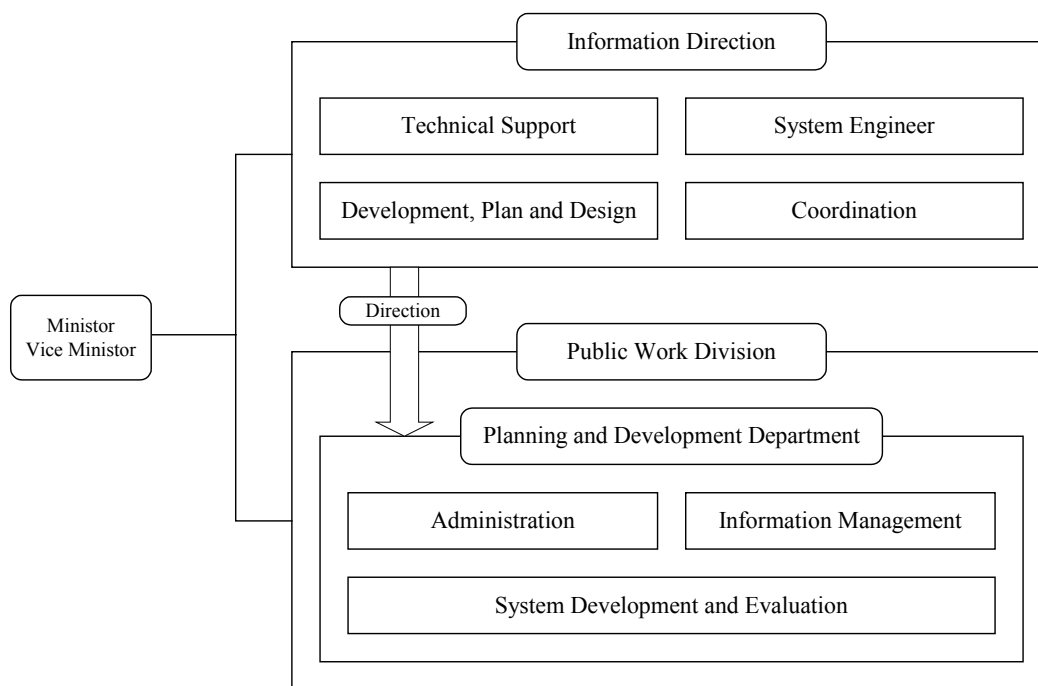 Information Direction
Technical Support
System Engineer
Development, Plan and Design
Coordination
Direction
Ministor
Vice Ministor
Public Work Division
Planning and Development Department
Administration
Information Management
System Development and Evaluation